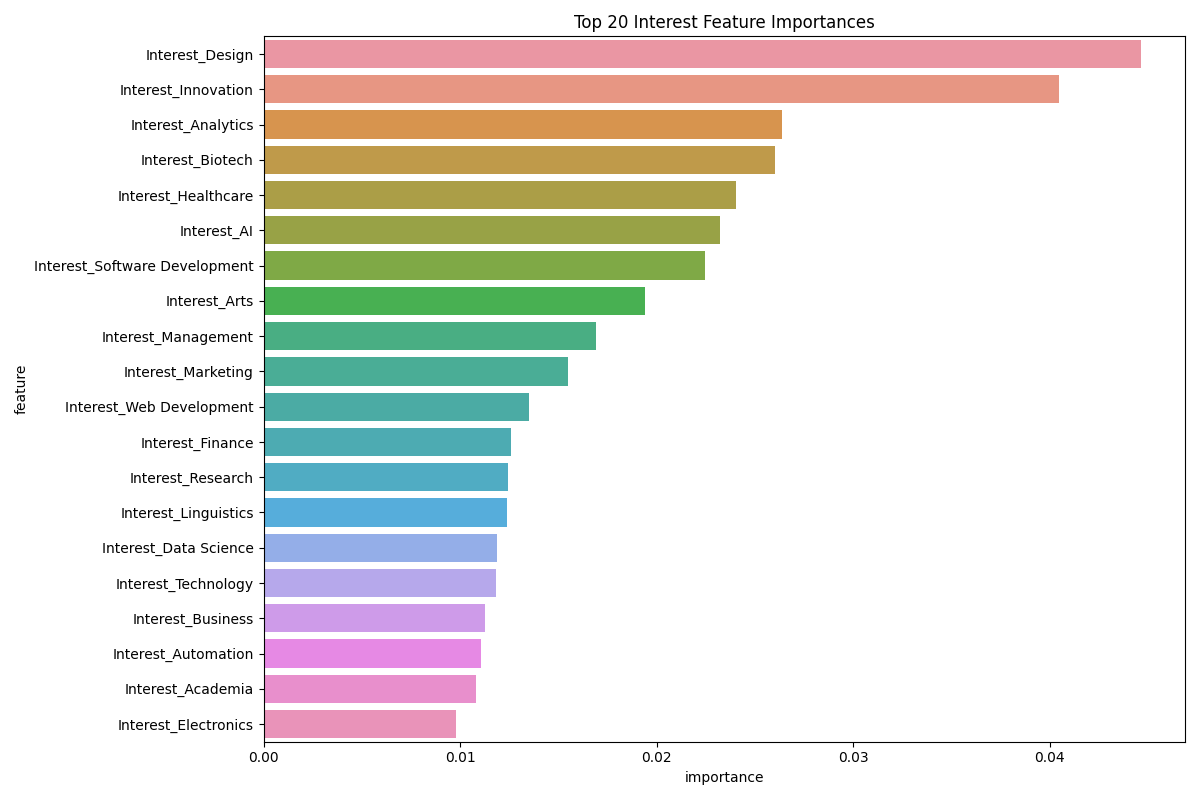 Top 20 Interest Feature Importances
Interest_Design
Interest_Innovation
Interest_Analytics
Interest_Biotech
Interest_Healthcare
Interest_AI
Interest_Software Development
Interest_Arts
Interest_Management
Interest_Marketing
Interest_Web Development
Interest_Finance
Interest_Research
Interest_Linguistics
Interest_Data Science
Interest_Technology
Interest_Business
Interest_Automation
Interest_Academia
Interest_Electronics
feature
0.00 0.01 0.02 0.03 0.04
importance